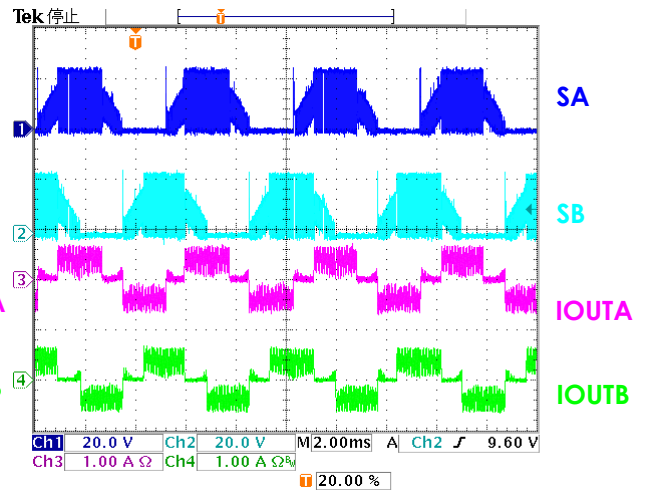 Tek 停止
T
T
1
SA
2
SB
3
A
IOUTA
4
IOUTB
Ch1 20.0 V Ch2 20.0 V M 2.00ms A Ch2 9.60 V
Ch3 1.00 A Ω Ch4 1.00 A Ω Bw
T 20.00 %